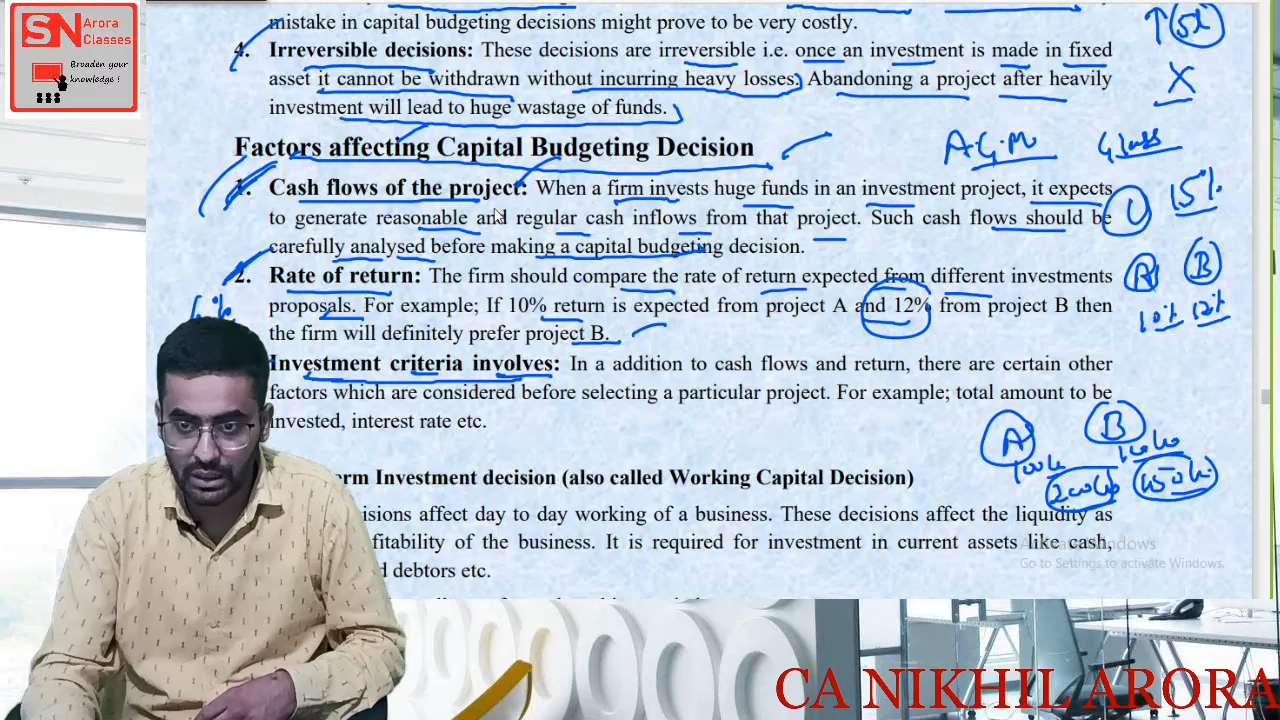 SN Arora
Classes
Broaden your
knowledge !
mistake in capital budgeting decisions might prove to be very costly.
4. Irreversible decisions: These decisions are irreversible i.e. once an investment is made in fixed
asset it cannot be withdrawn without incurring heavy losses. Abandoning a project after heavily
investment will lead to huge wastage of funds.
X
Factors affecting Capital Budgeting Decision
A.G.M
1. Cash flows of the project: When a firm invests huge funds in an investment project, it expects
15%
to generate reasonable and regular cash inflows from that project. Such cash flows should be
carefully analysed before making a capital budgeting decision.
A B
2. Rate of return: The firm should compare the rate of return expected from different investments
proposals. For example; If 10% return is expected from project A and 12% from project B then
10% 12%
the firm will definitely prefer project B.
Investment criteria involves: In a addition to cash flows and return, there are certain other
factors which are considered before selecting a particular project. For example; total amount to be
invested, interest rate etc.
A B
orm Investment decision (also called Working Capital Decision)
isions affect day to day working of a business. These decisions affect the liquidity as
fitability of the business. It is required for investment in current assets like cash,
Activate Windows
Go to Settings to activate Windows.
d debtors etc.
CA NIKHIL ARORA